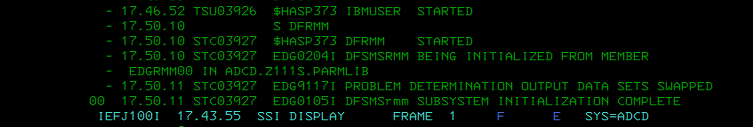 - 17.46.52 TSU03926  $HASP373 IBMUSER  STARTED
- 17.50.10           S DFRMM
- 17.50.10 STC03927  $HASP373 DFRMM    STARTED
- 17.50.10 STC03927  EDG0204I DFSMSRMM BEING INITIALIZED FROM MEMBER
-   EDGRMM00 IN ADCD.Z111S.PARMLIB
- 17.50.11 STC03927  EDG9117I PROBLEM DETERMINATION OUTPUT DATA SETS SWAPPED
00  17.50.11 STC03927  EDG0105I DFSMSrmm SUBSYSTEM INITIALIZATION COMPLETE
IEFJ100I  17.43.55  SSI DISPLAY     FRAME  1    F     E   SYS=ADCD